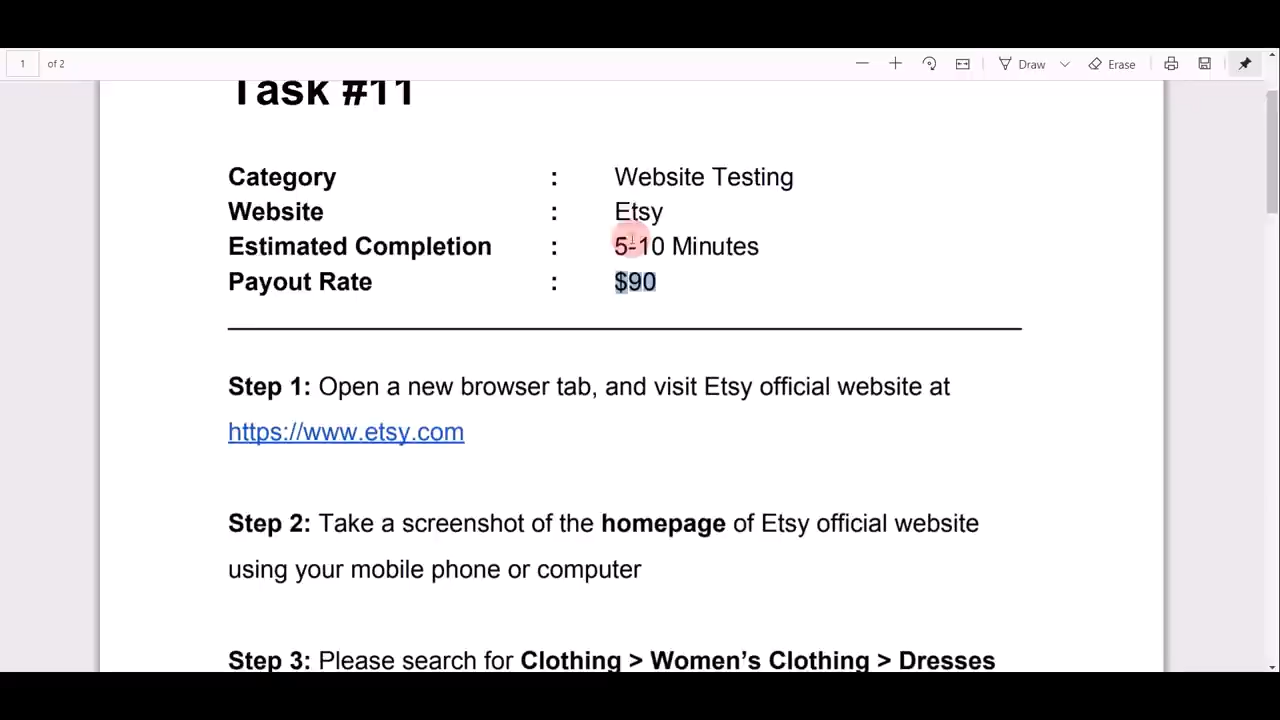 1 of 2 Draw Erase
Task #11
Category : Website Testing
Website : Etsy
Estimated Completion : 5-10 Minutes
Payout Rate : $90
Step 1: Open a new browser tab, and visit Etsy official website at
https://www.etsy.com
Step 2: Take a screenshot of the homepage of Etsy official website
using your mobile phone or computer
Step 3: Please search for Clothing > Women’s Clothing > Dresses